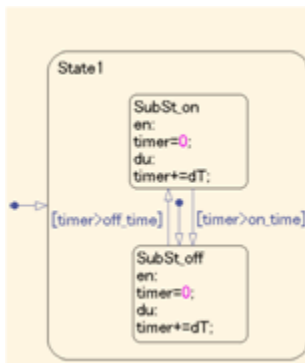 State1
SubSt_on
en:
timer=0;
du:
timer+=dT;
[timer>off_time]
[timer>on_time]
SubSt_off
en:
timer=0;
du:
timer+=dT;